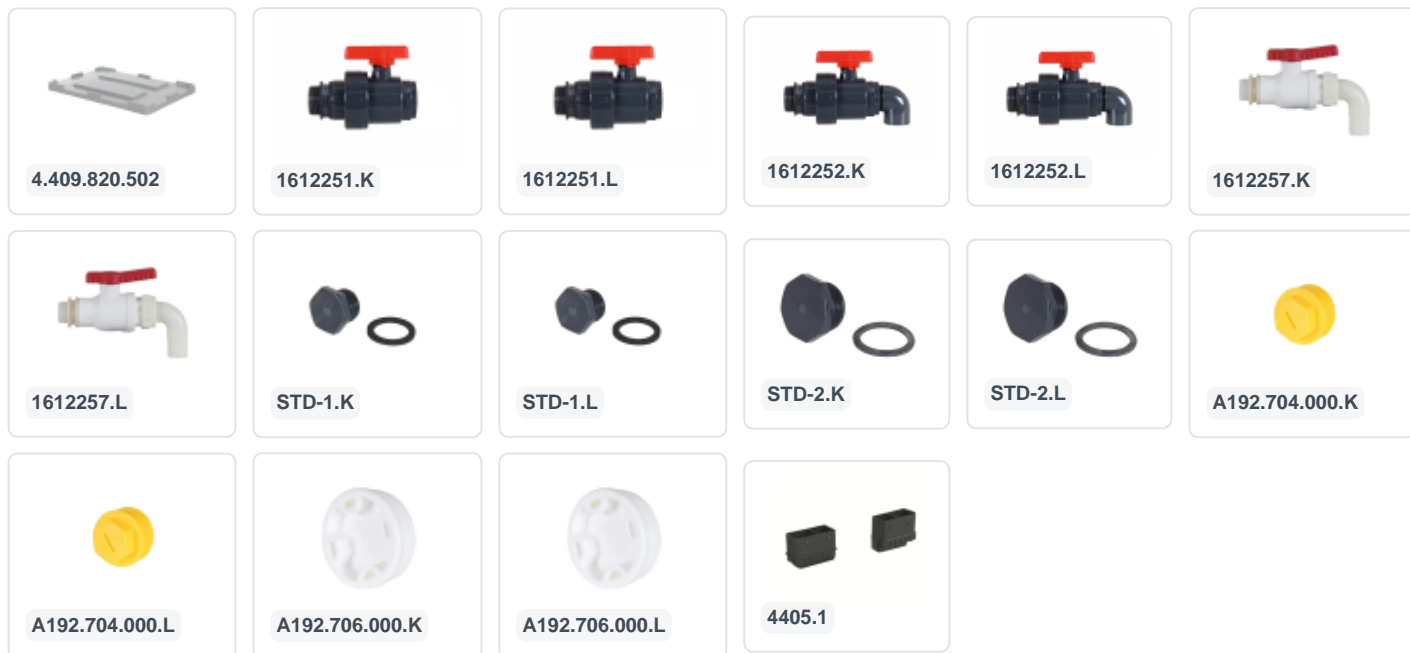 4.409.820.502
1612251.K
1612251.L
1612252.K
1612252.L
1612257.K
1612257.L
STD-1.K
STD-1.L
STD-2.K
STD-2.L
A192.704.000.K
A192.704.000.L
A192.706.000.K
A192.706.000.L
4405.1